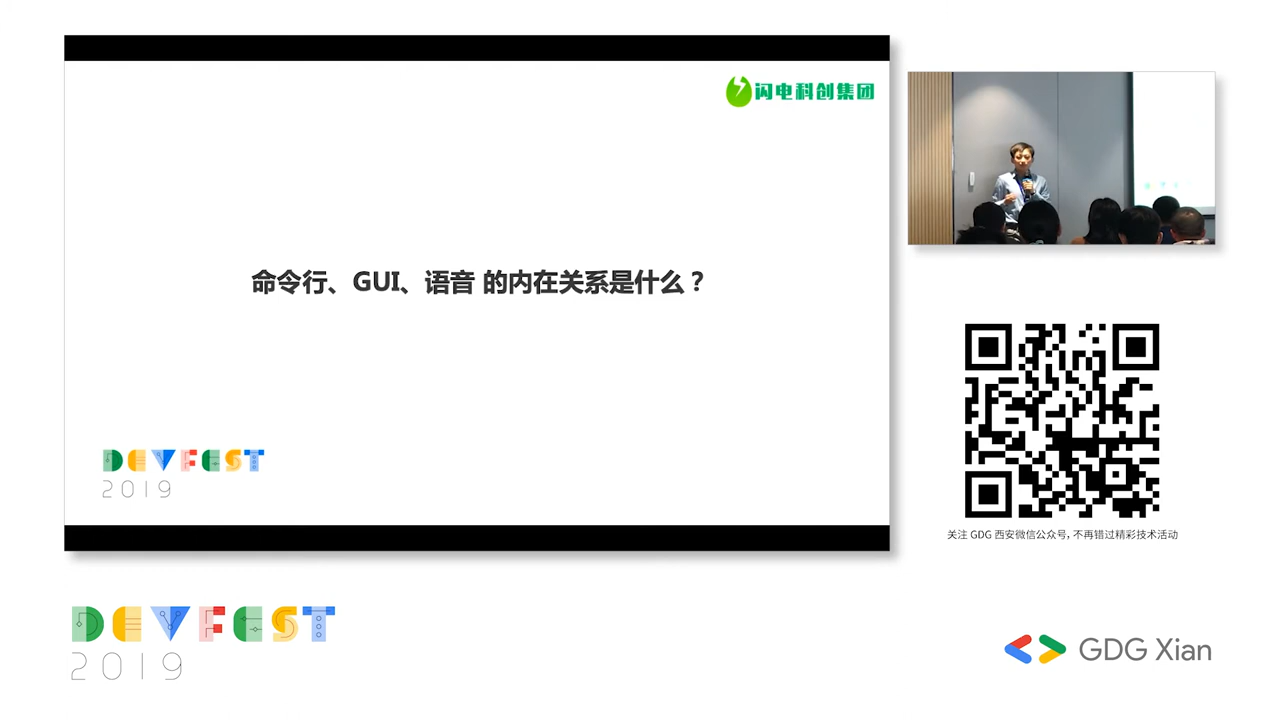 闪电科创集团
命令行、GUI、语音 的内在关系是什么？
DEVFEST
2019
关注 GDG 西安微信公众号, 不再错过精彩技术活动
DEVFEST
2019
GDG Xian